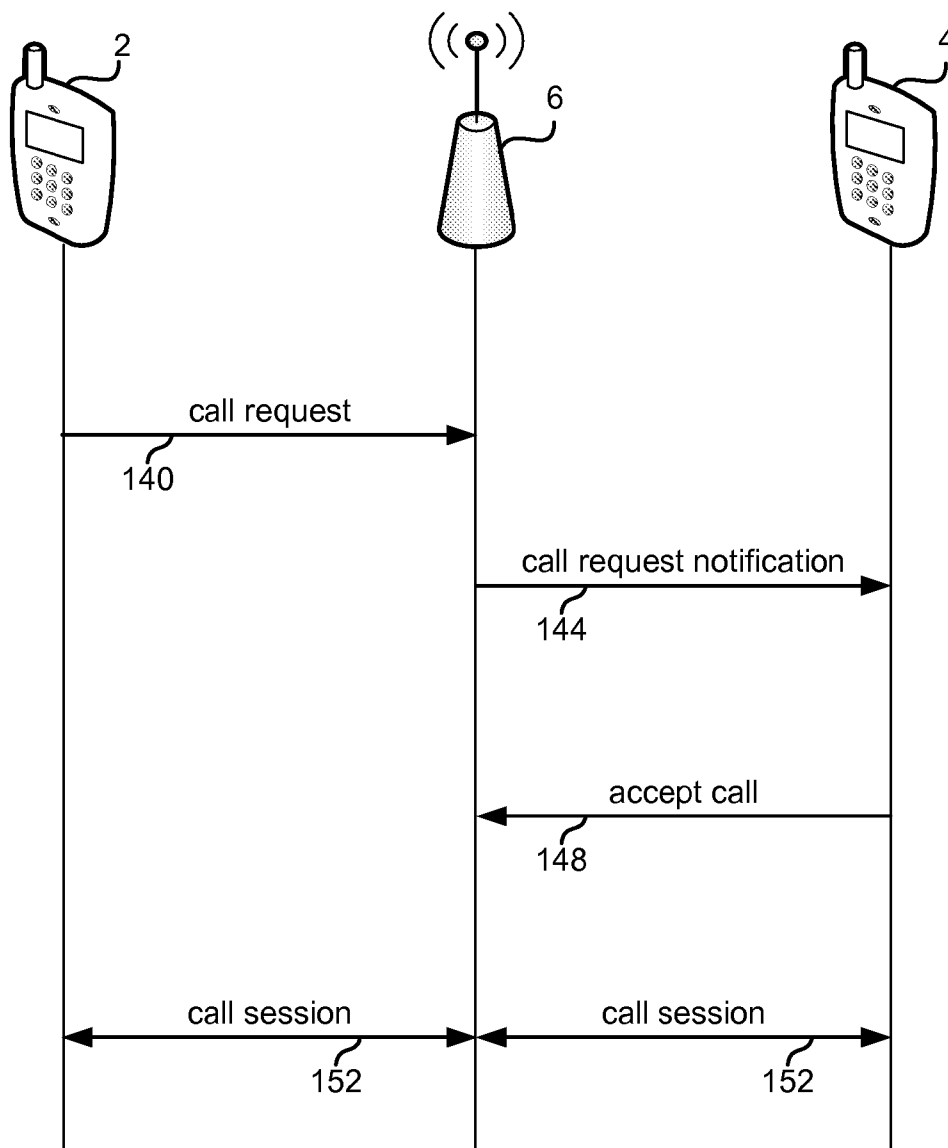 2
6
4
call request
140
call request notification
144
accept call
148
call session
call session
152
152